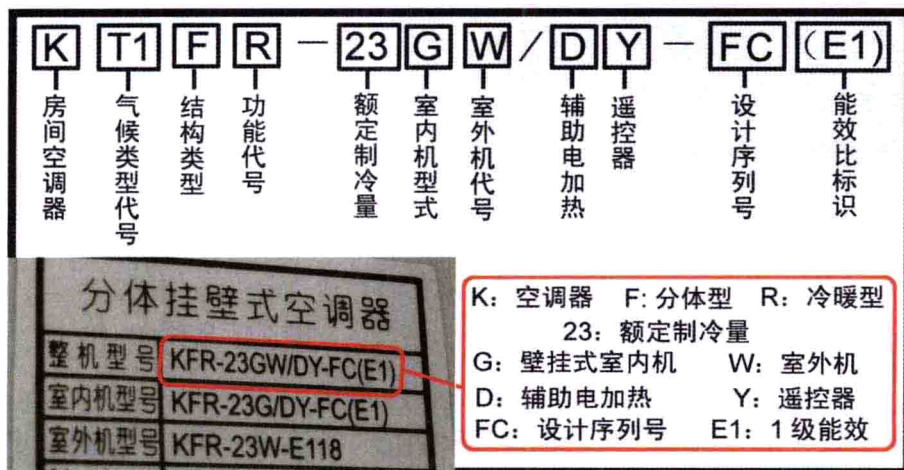 K T1 F R - 23 G W / D Y - FC (E1)
房间空调器
气候类型代号
结构类型
功能代号
额定制冷量
室内机型式
室外机代号
辅助电加热
遥控器
设计序列号
能效比标识
分体挂壁式空调器
整机型号 KFR-23GW/DY-FC(E1)
室内机型号 KFR-23G/DY-FC(E1)
室外机型号 KFR-23W-E118
K：空调器 F: 分体型 R：冷暖型
23：额定制冷量
G：壁挂式室内机 W：室外机
D：辅助电加热 Y：遥控器
FC：设计序列号 E1：1 级能效